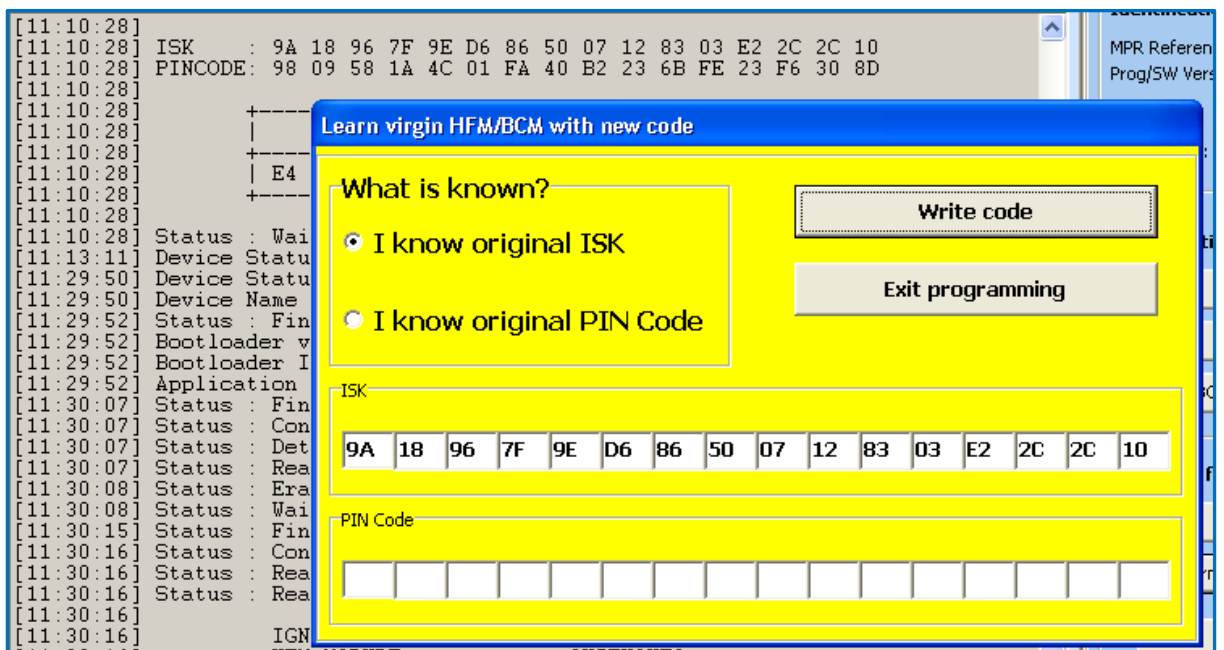 [11:10:28]
[11:10:28] ISK : 9A 18 96 7F 9E D6 86 50 07 12 83 03 E2 2C 2C 10
[11:10:28] PINCODE: 98 09 58 1A 4C 01 FA 40 B2 23 6B FE 23 F6 30 8D
[11:10:28]
[11:10:28] +----
[11:10:28] |
[11:10:28] +----
[11:10:28] | E4
[11:10:28] +----
[11:10:28]
[11:10:28] Status : Wai
[11:13:11] Device Statu
[11:29:50] Device Statu
[11:29:50] Device Name
[11:29:52] Status : Fin
[11:29:52] Bootloader v
[11:29:52] Bootloader I
[11:29:52] Application
[11:30:07] Status : Fin
[11:30:07] Status : Con
[11:30:07] Status : Det
[11:30:07] Status : Rea
[11:30:08] Status : Era
[11:30:08] Status : Wai
[11:30:15] Status : Fin
[11:30:16] Status : Con
[11:30:16] Status : Rea
[11:30:16] Status : Rea
[11:30:16]
[11:30:16] IGN
MPR Referen
Prog/SW Vers
Learn virgin HFM/BCM with new code
What is known?
I know original ISK
I know original PIN Code
Write code
Exit programming
ISK
9A 18 96 7F 9E D6 86 50 07 12 83 03 E2 2C 2C 10
PIN Code